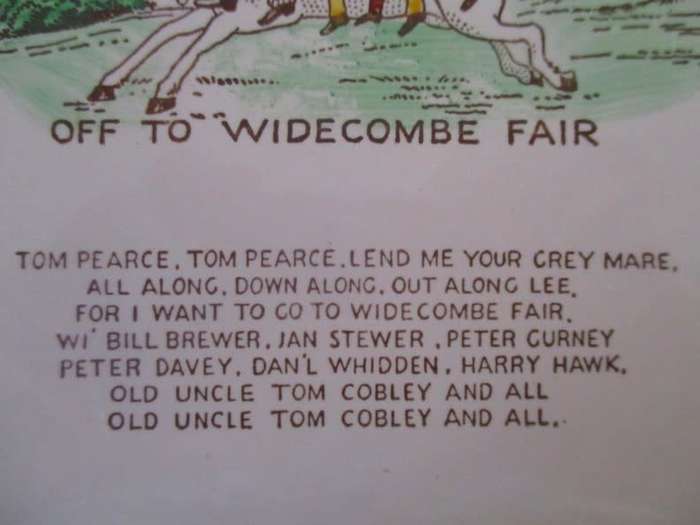 OFF TO WIDECOMBE FAIR
TOM PEARCE, TOM PEARCE. LEND ME YOUR GREY MARE,
ALL ALONG, DOWN ALONG, OUT ALONG LEE,
FOR I WANT TO GO TO WIDECOMBE FAIR,
WI' BILL BREWER, JAN STEWER, PETER GURNEY
PETER DAVEY, DAN'L WHIDDEN, HARRY HAWK,
OLD UNCLE TOM COBLEY AND ALL
OLD UNCLE TOM COBLEY AND ALL.